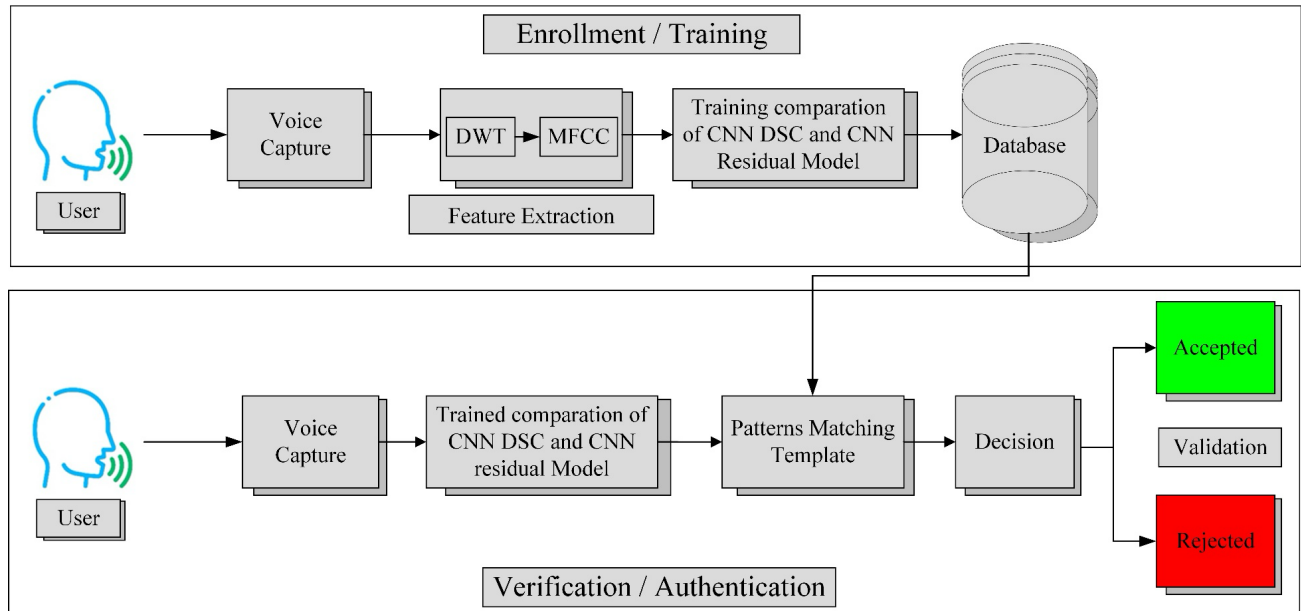 Enrollment / Training
User
Voice
Capture
DWT
MFCC
Feature Extraction
Training comparation
of CNN DSC and CNN
Residual Model
Database
User
Voice
Capture
Trained comparation of
CNN DSC and CNN
residual Model
Patterns Matching
Template
Decision
Accepted
Validation
Rejected
Verification / Authentication